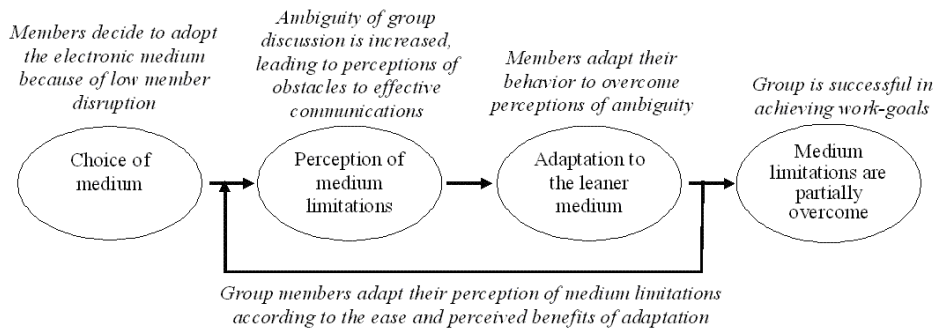 Members decide to adopt
the electronic medium
because of low member
disruption
Ambiguity of group
discussion is increased,
leading to perceptions of
obstacles to effective
communications
Members adapt their
behavior to overcome
perceptions of ambiguity
Group is successful in
achieving work-goals
Choice of
medium
Perception of
medium
limitations
Adaptation to
the leaner
medium
Medium
limitations are
partially
overcome
Group members adapt their perception of medium limitations
according to the ease and perceived benefits of adaptation